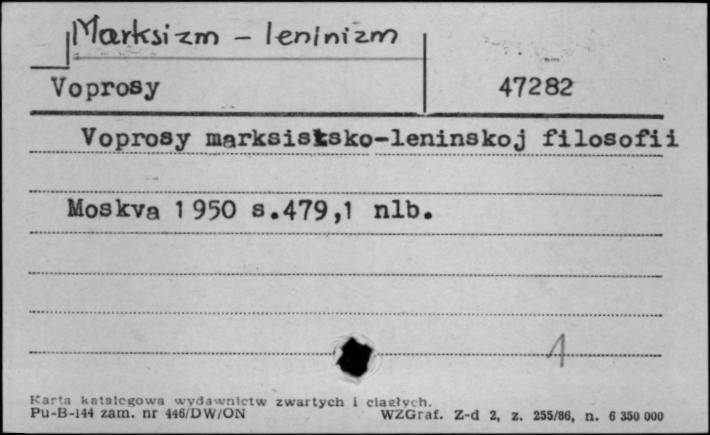 Marksizm - leninizm
Voprosy 47282
Voprosy marksistsko-leninskoj filosofii
Moskva 1950 s.479,1 nlb.
1
Karta katalogowa wydawnictw zwartych i ciągłych.
Pu-B-144 zam. nr 446/DW/ON WZGraf. Z-d 2, z. 255/86, n. 6 350 000